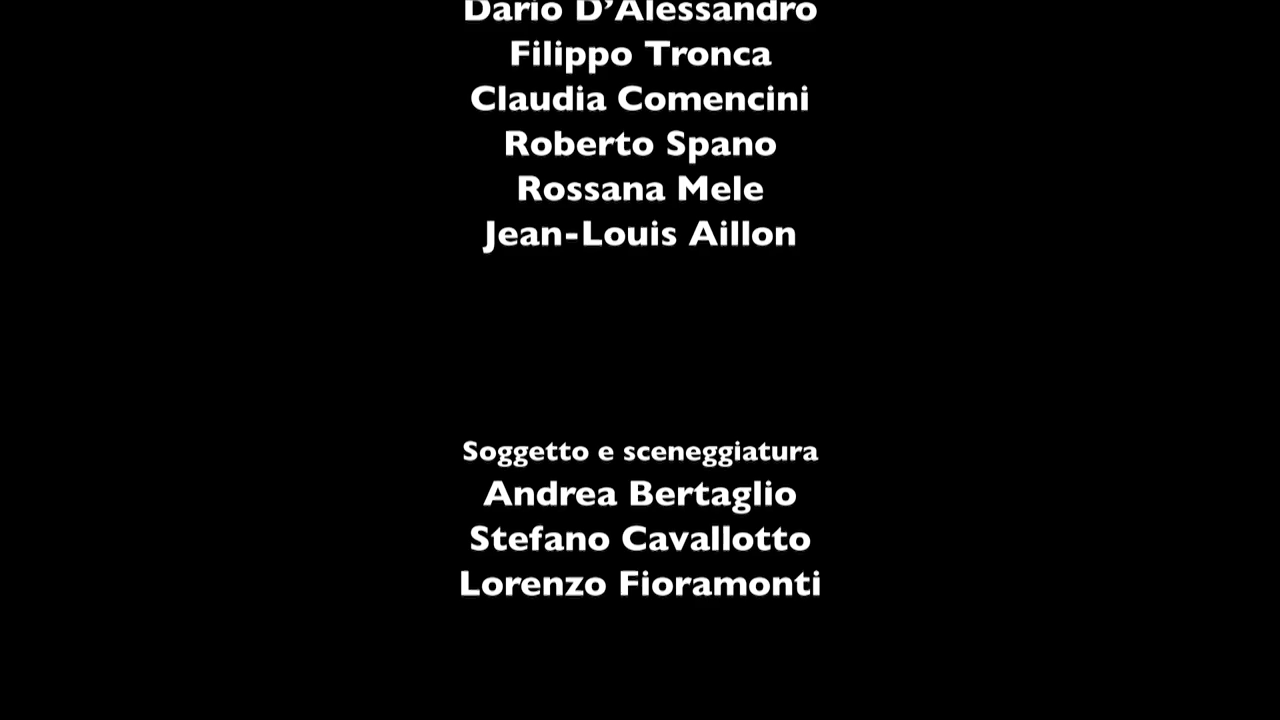 Dario D'Alessandro
Filippo Tronca
Claudia Comencini
Roberto Spano
Rossana Mele
Jean-Louis Aillon
Soggetto e sceneggiatura
Andrea Bertaglio
Stefano Cavallotto
Lorenzo Fioramonti